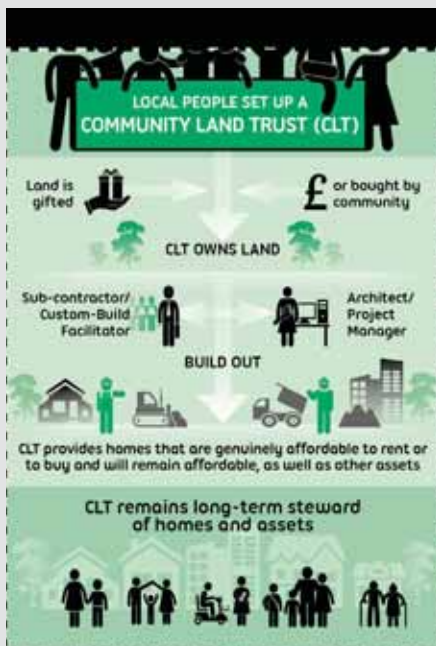 LOCAL PEOPLE SET UP A
COMMUNITY LAND TRUST (CLT)
Land is
gifted
£ or bought by
community
CLT OWNS LAND
Sub-contractor/
Custom-Build
Facilitator
Architect/
Project
Manager
BUILD OUT
CLT provides homes that are genuinely affordable to rent or
to buy and will remain affordable, as well as other assets
CLT remains long-term steward
of homes and assets